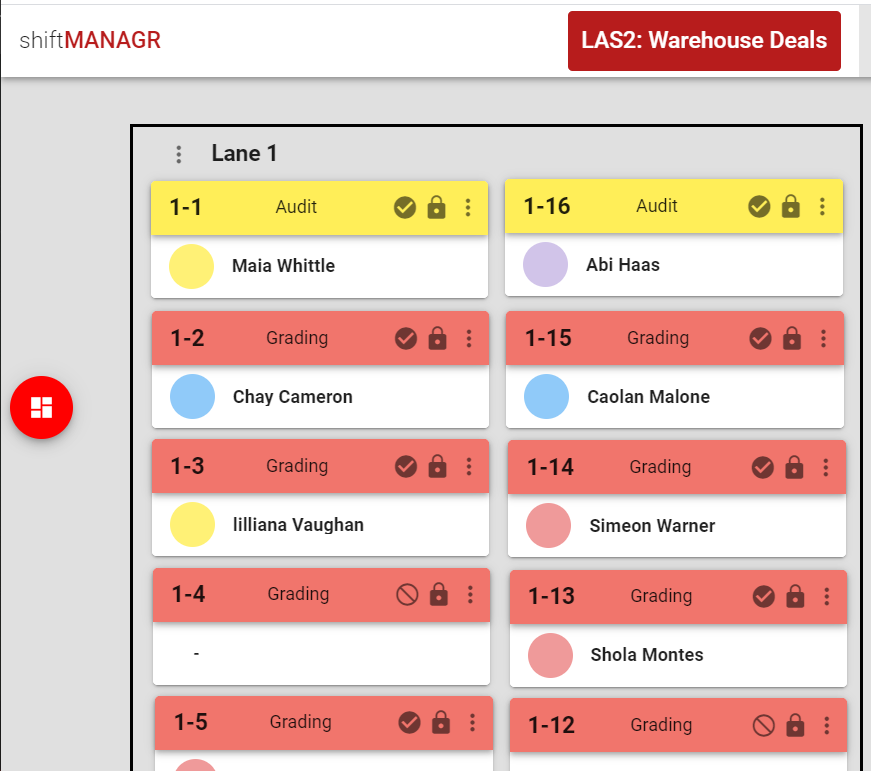 shiftMANAGR
LAS2: Warehouse Deals
Lane 1
1-1 Audit
Maia Whittle
1-16 Audit
Abi Haas
1-2 Grading
Chay Cameron
1-15 Grading
Caolan Malone
1-3 Grading
lilliana Vaughan
1-14 Grading
Simeon Warner
1-4 Grading
-
1-13 Grading
Shola Montes
1-5 Grading
1-12 Grading